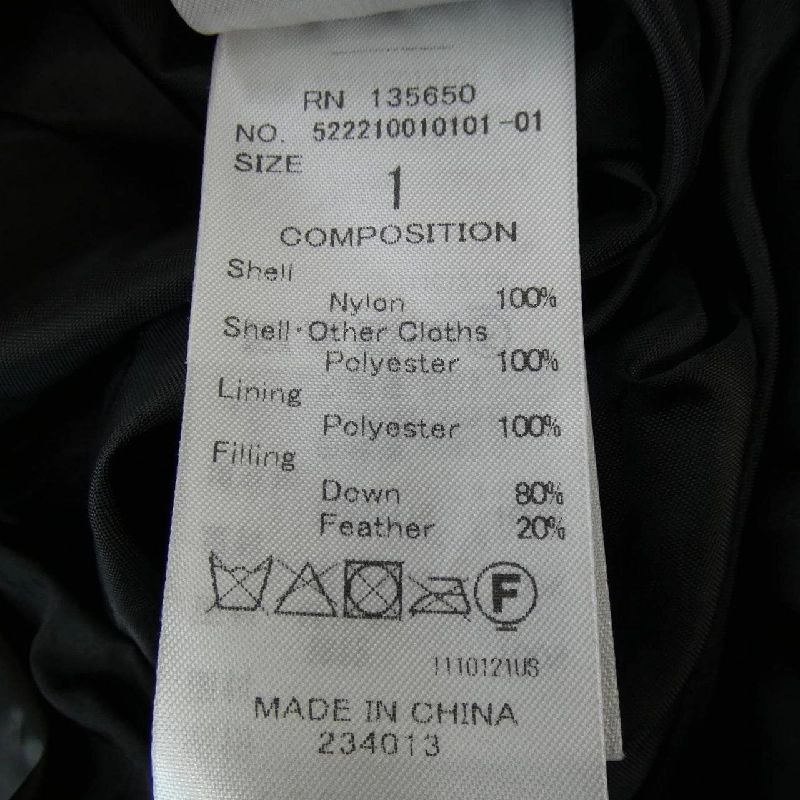 RN 135650
NO. 522210010101-01
SIZE
1
COMPOSITION
Shell
Nylon 100%
Shell·Other Cloths
Polyester 100%
Lining
Polyester 100%
Filling
Down 80%
Feather 20%
F
1110121US
MADE IN CHINA
234013